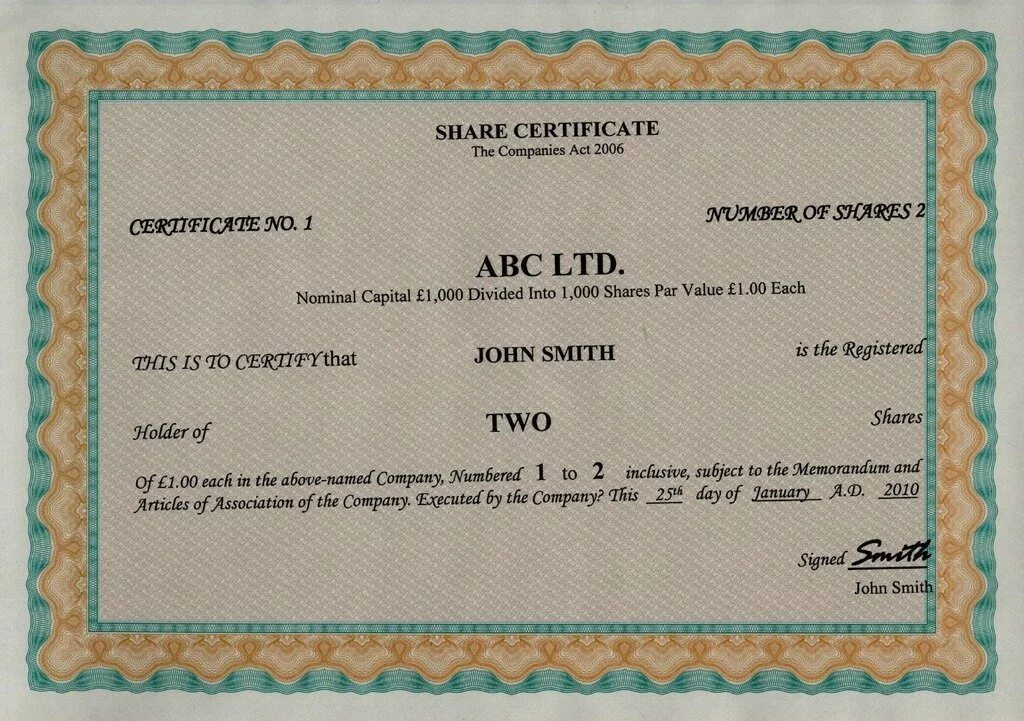 SHARE CERTIFICATE
The Companies Act 2006
CERTIFICATE NO. 1
NUMBER OF SHARES 2
ABC LTD.
Nominal Capital £1,000 Divided Into 1,000 Shares Par Value £1.00 Each
THIS IS TO CERTIFY that JOHN SMITH is the Registered
Holder of TWO Shares
Of £1.00 each in the above-named Company, Numbered 1 to 2 inclusive, subject to the Memorandum and
Articles of Association of the Company. Executed by the Company? This 25th day of January A.D. 2010
Signed Smith
John Smith